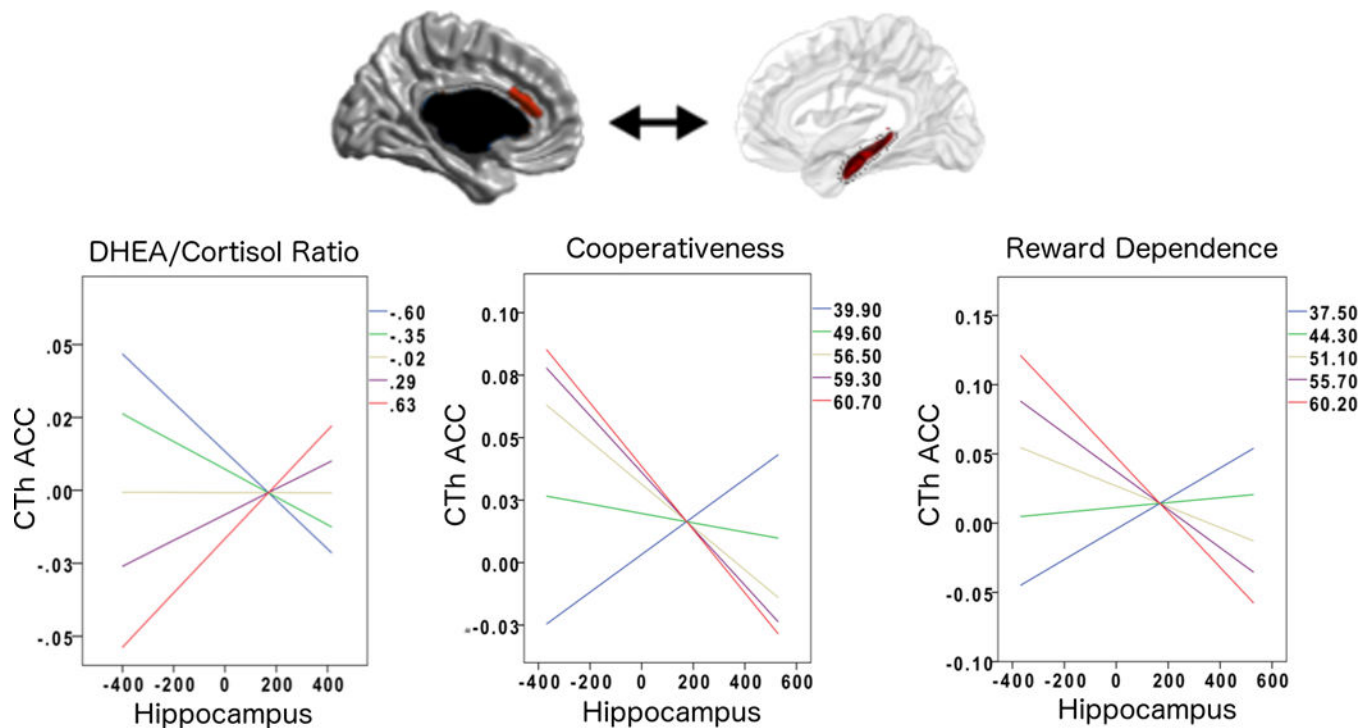 DHEA/Cortisol Ratio
CTh ACC
.05
.02
.00
-.03
-.05
-400 -200 0 200 400
Hippocampus
-.60
-.35
-.02
.29
.63
Cooperativeness
CTh ACC
0.10
0.08
0.05
0.03
0.00
-0.03
-400 -200 0 200 400 600
Hippocampus
39.90
49.60
56.50
59.30
60.70
Reward Dependence
CTh ACC
0.15
0.10
0.05
0.00
-0.05
-0.10
-400 -200 0 200 400 600
Hippocampus
37.50
44.30
51.10
55.70
60.20